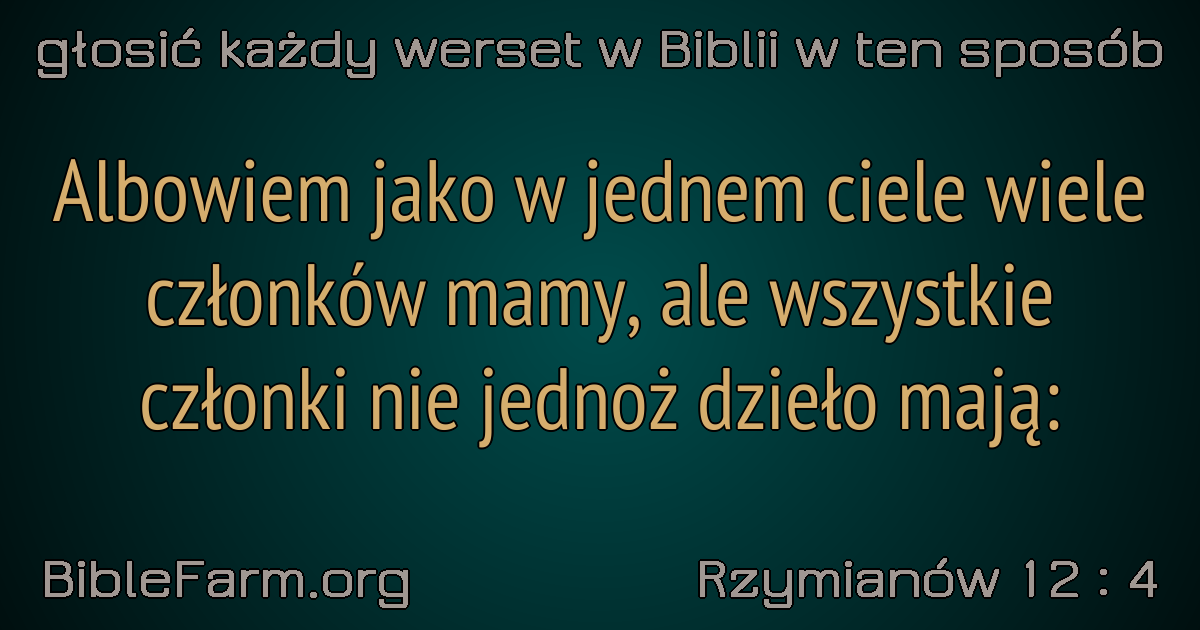 głosić każdy werset w Biblii w ten sposób
Albowiem jako w jednem ciele wiele
członków mamy, ale wszystkie
członki nie jednoż dzieło mają:
BibleFarm.org
Rzymianów 12 : 4